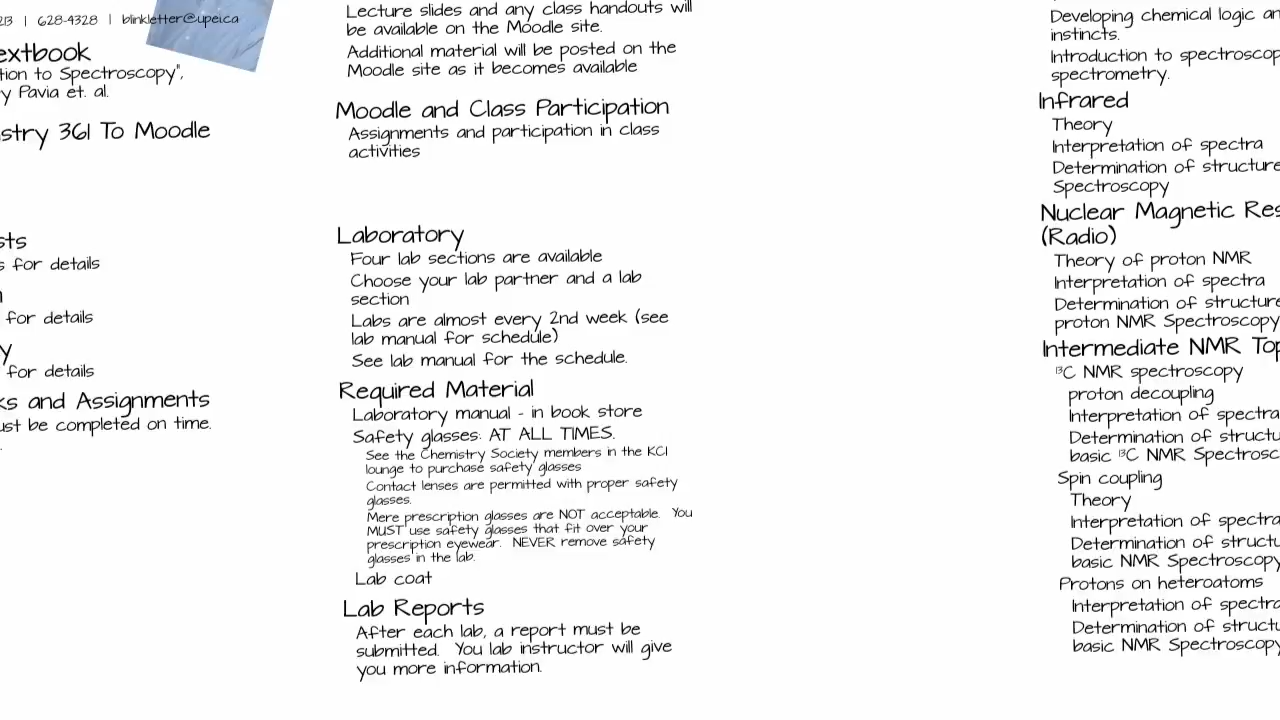 213 | 628-4328 | blinkletter@upei.ca
extbook
tion to Spectroscopy",
y Pavia et. al.
stry 361 To Moodle
sts
s for details
n
for details
y
for details
ks and Assignments
ust be completed on time.
Lecture slides and any class handouts will
be available on the Moodle site.
Additional material will be posted on the
Moodle site as it becomes available
Moodle and Class Participation
Assignments and participation in class
activities
Laboratory
Four lab sections are available
Choose your lab partner and a lab
section
Labs are almost every 2nd week (see
lab manual for schedule)
See lab manual for the schedule.
Required Material
Laboratory manual - in book store
Safety glasses: AT ALL TIMES.
See the Chemistry Society members in the KCI
lounge to purchase safety glasses
Contact lenses are permitted with proper safety
glasses.
Mere prescription glasses are NOT acceptable. You
MUST use safety glasses that fit over your
prescription eyewear. NEVER remove safety
glasses in the lab.
Lab coat
Lab Reports
After each lab, a report must be
submitted. You lab instructor will give
you more information.
Developing chemical logic an
instincts.
Introduction to spectroscop
spectrometry.
Infrared
Theory
Interpretation of spectra
Determination of structure
Spectroscopy
Nuclear Magnetic Res
(Radio)
Theory of proton NMR
Interpretation of spectra
Determination of structure
proton NMR Spectroscopy
Intermediate NMR Top
¹³C NMR spectroscopy
proton decoupling
Interpretation of spectra
Determination of structu
basic ¹³C NMR Spectrosc
Spin coupling
Theory
Interpretation of spectra
Determination of structu
basic NMR Spectroscopy
Protons on heteroatoms
Interpretation of spectra
Determination of structu
basic NMR Spectroscopy